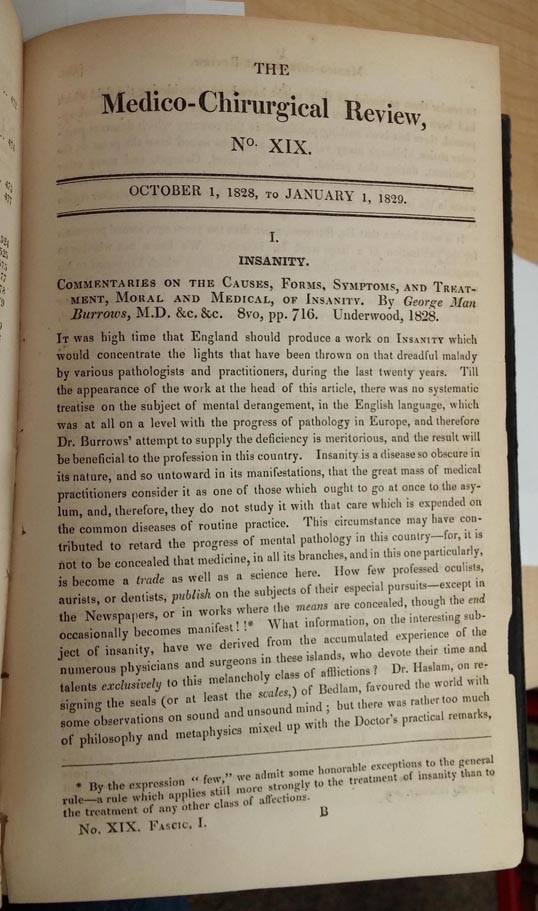 THE
Medico-Chirurgical Review,
No. XIX.
OCTOBER 1, 1828, TO JANUARY 1, 1829.
I.
INSANITY.
COMMENTARIES ON THE CAUSES, FORMS, SYMPTOMS, AND TREAT-
MENT, MORAL AND MEDICAL, OF INSANITY. By George Man
Burrows, M.D. &c. &c. 8vo, pp. 716. Underwood, 1828.
IT was high time that England should produce a work on INSANITY which
would concentrate the lights that have been thrown on that dreadful malady
by various pathologists and practitioners, during the last twenty years. Till
the appearance of the work at the head of this article, there was no systematic
treatise on the subject of mental derangement, in the English language, which
was at all on a level with the progress of pathology in Europe, and therefore
Dr. Burrows' attempt to supply the deficiency is meritorious, and the result will
be beneficial to the profession in this country. Insanity is a disease so obscure in
its nature, and so untoward in its manifestations, that the great mass of medical
practitioners consider it as one of those which ought to go at once to the asy-
lum, and, therefore, they do not study it with that care which is expended on
the common diseases of routine practice. This circumstance may have con-
tributed to retard the progress of mental pathology in this country—for, it is
not to be concealed that medicine, in all its branches, and in this one particularly,
is become a trade as well as a science here. How few professed oculists,
aurists, or dentists, publish on the subjects of their especial pursuits—except in
the Newspapers, or in works where the means are concealed, though the end
occasionally becomes manifest!!* What information, on the interesting sub-
ject of insanity, have we derived from the accumulated experience of the
numerous physicians and surgeons in these islands, who devote their time and
talents exclusively to this melancholy class of afflictions? Dr. Haslam, on re-
signing the seals (or at least the scales,) of Bedlam, favoured the world with
some observations on sound and unsound mind; but there was rather too much
of philosophy and metaphysics mixed up with the Doctor's practical remarks,
* By the expression "few," we admit some honorable exceptions to the general
rule—a rule which applies still more strongly to the treatment of insanity than to
the treatment of any other class of affections.
No. XIX. FASCIC. I. B